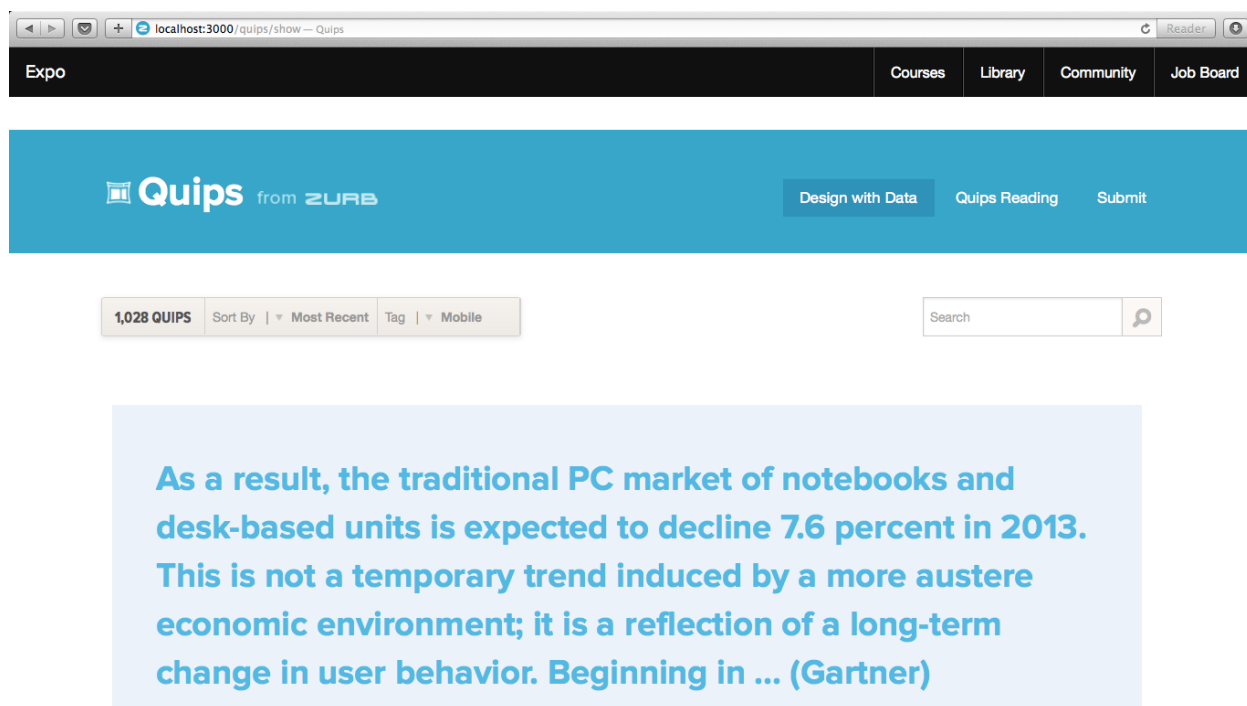 localhost:3000/quips/show — Quips
Reader
Expo
Courses
Library
Community
Job Board
Quips from ZURB
Design with Data
Quips Reading
Submit
1,028 QUIPS
Sort By | Most Recent
Tag | Mobile
Search
As a result, the traditional PC market of notebooks and
desk-based units is expected to decline 7.6 percent in 2013.
This is not a temporary trend induced by a more austere
economic environment; it is a reflection of a long-term
change in user behavior. Beginning in ... (Gartner)